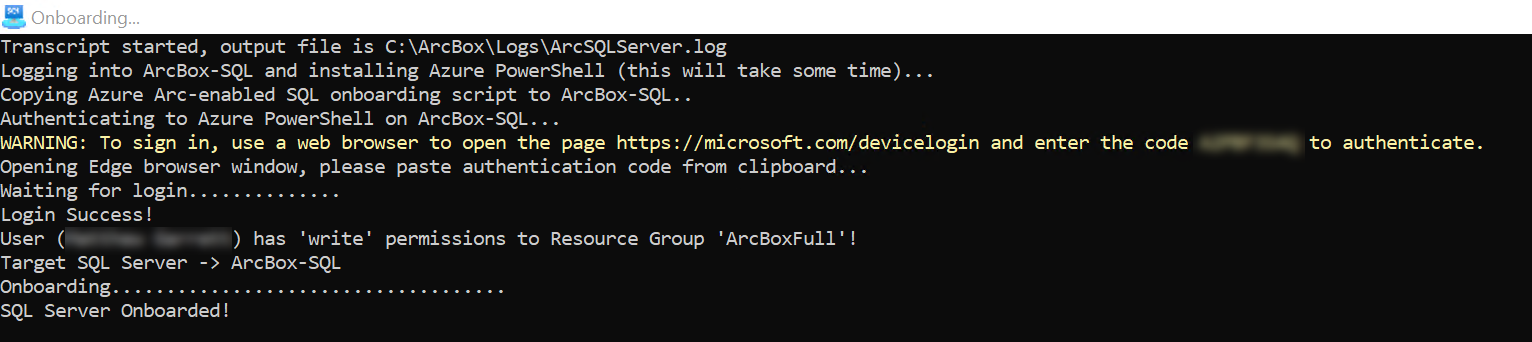 SQL
Onboarding...
Transcript started, output file is C:\ArcBox\Logs\ArcSQLServer.log
Logging into ArcBox-SQL and installing Azure PowerShell (this will take some time)...
Copying Azure Arc-enabled SQL onboarding script to ArcBox-SQL..
Authenticating to Azure PowerShell on ArcBox-SQL...
WARNING: To sign in, use a web browser to open the page https://microsoft.com/devicelogin and enter the code to authenticate.
Opening Edge browser window, please paste authentication code from clipboard...
Waiting for login..............
Login Success!
User () has 'write' permissions to Resource Group 'ArcBoxFull'!
Target SQL Server -> ArcBox-SQL
Onboarding....................................
SQL Server Onboarded!